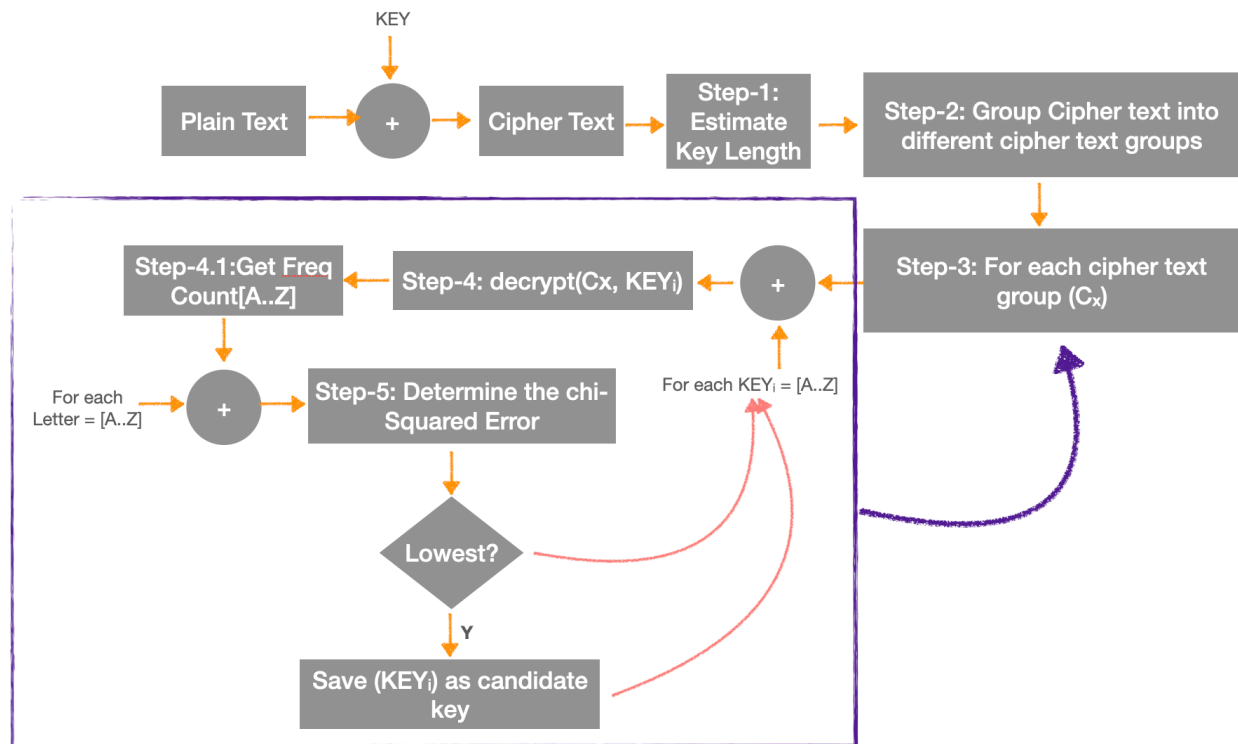 KEY
Plain Text
+
Cipher Text
Step-1:
Estimate
Key Length
Step-2: Group Cipher text into
different cipher text groups
Step-3: For each cipher text
group (Cₓ)
+
For each KEYᵢ = [A..Z]
Step-4: decrypt(Cx, KEYᵢ)
Step-4.1:Get Freq
Count[A..Z]
For each
Letter = [A..Z]
+
Step-5: Determine the chi-
Squared Error
Lowest?
Y
Save (KEYᵢ) as candidate
key